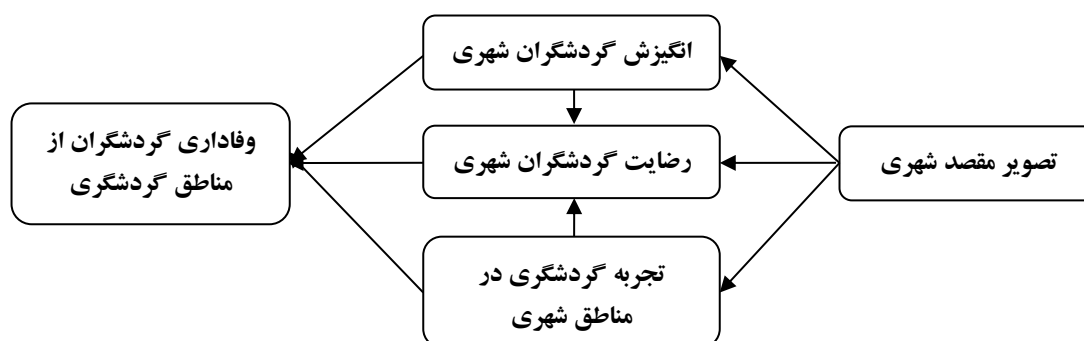 انگیزش گردشگران شهری
تصویر مقصد شهری
رضایت گردشگران شهری
وفاداری گردشگران از
مناطق گردشگری
تجربه گردشگری در
مناطق شهری